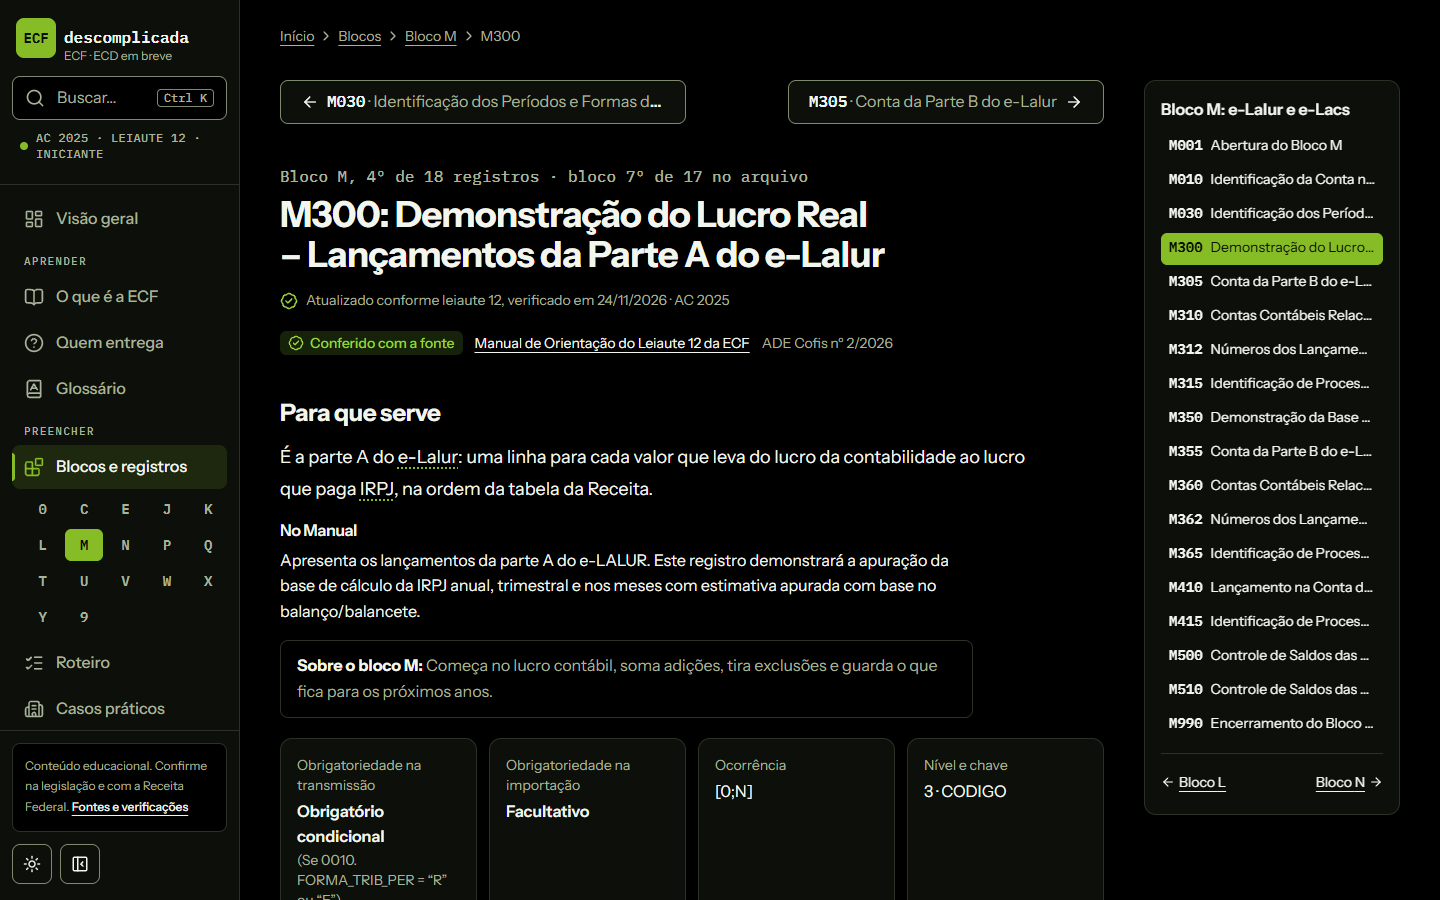 ECF
descomplicada
ECF · ECD em breve
Buscar...
Ctrl K
AC 2025 · LEIAUTE 12 ·
INICIANTE
Visão geral
APRENDER
O que é a ECF
Quem entrega
Glossário
PREENCHER
Blocos e registros
0 C E J K
L M N P Q
T U V W X
Y 9
Roteiro
Casos práticos
Conteúdo educacional. Confirme
na legislação e com a Receita
Federal. Fontes e verificações
Início > Blocos > Bloco M > M300
← M030 · Identificação dos Períodos e Formas d...
M305 · Conta da Parte B do e-Lalur →
Bloco M, 4º de 18 registros · bloco 7º de 17 no arquivo
M300: Demonstração do Lucro Real
– Lançamentos da Parte A do e-Lalur
Atualizado conforme leiaute 12, verificado em 24/11/2026 · AC 2025
Conferido com a fonte Manual de Orientação do Leiaute 12 da ECF ADE Cofis nº 2/2026
Para que serve
É a parte A do e-Lalur: uma linha para cada valor que leva do lucro da contabilidade ao lucro
que paga IRPJ, na ordem da tabela da Receita.
No Manual
Apresenta os lançamentos da parte A do e-LALUR. Este registro demonstrará a apuração da
base de cálculo da IRPJ anual, trimestral e nos meses com estimativa apurada com base no
balanço/balancete.
Sobre o bloco M: Começa no lucro contábil, soma adições, tira exclusões e guarda o que
fica para os próximos anos.
Obrigatoriedade na
transmissão
Obrigatório
condicional
(Se 0010.
FORMA_TRIB_PER = “R”
ou “E”)
Obrigatoriedade na
importação
Facultativo
Ocorrência
[0;N]
Nível e chave
3 · CODIGO
Bloco M: e-Lalur e e-Lacs
M001 Abertura do Bloco M
M010 Identificação da Conta n...
M030 Identificação dos Períod...
M300 Demonstração do Lucro...
M305 Conta da Parte B do e-L...
M310 Contas Contábeis Relac...
M312 Números dos Lançame...
M315 Identificação de Proces...
M350 Demonstração da Base ...
M355 Conta da Parte B do e-L...
M360 Contas Contábeis Relac...
M362 Números dos Lançame...
M365 Identificação de Proces...
M410 Lançamento na Conta d...
M415 Identificação de Proces...
M500 Controle de Saldos das ...
M510 Controle de Saldos das ...
M990 Encerramento do Bloco ...
← Bloco L
Bloco N →